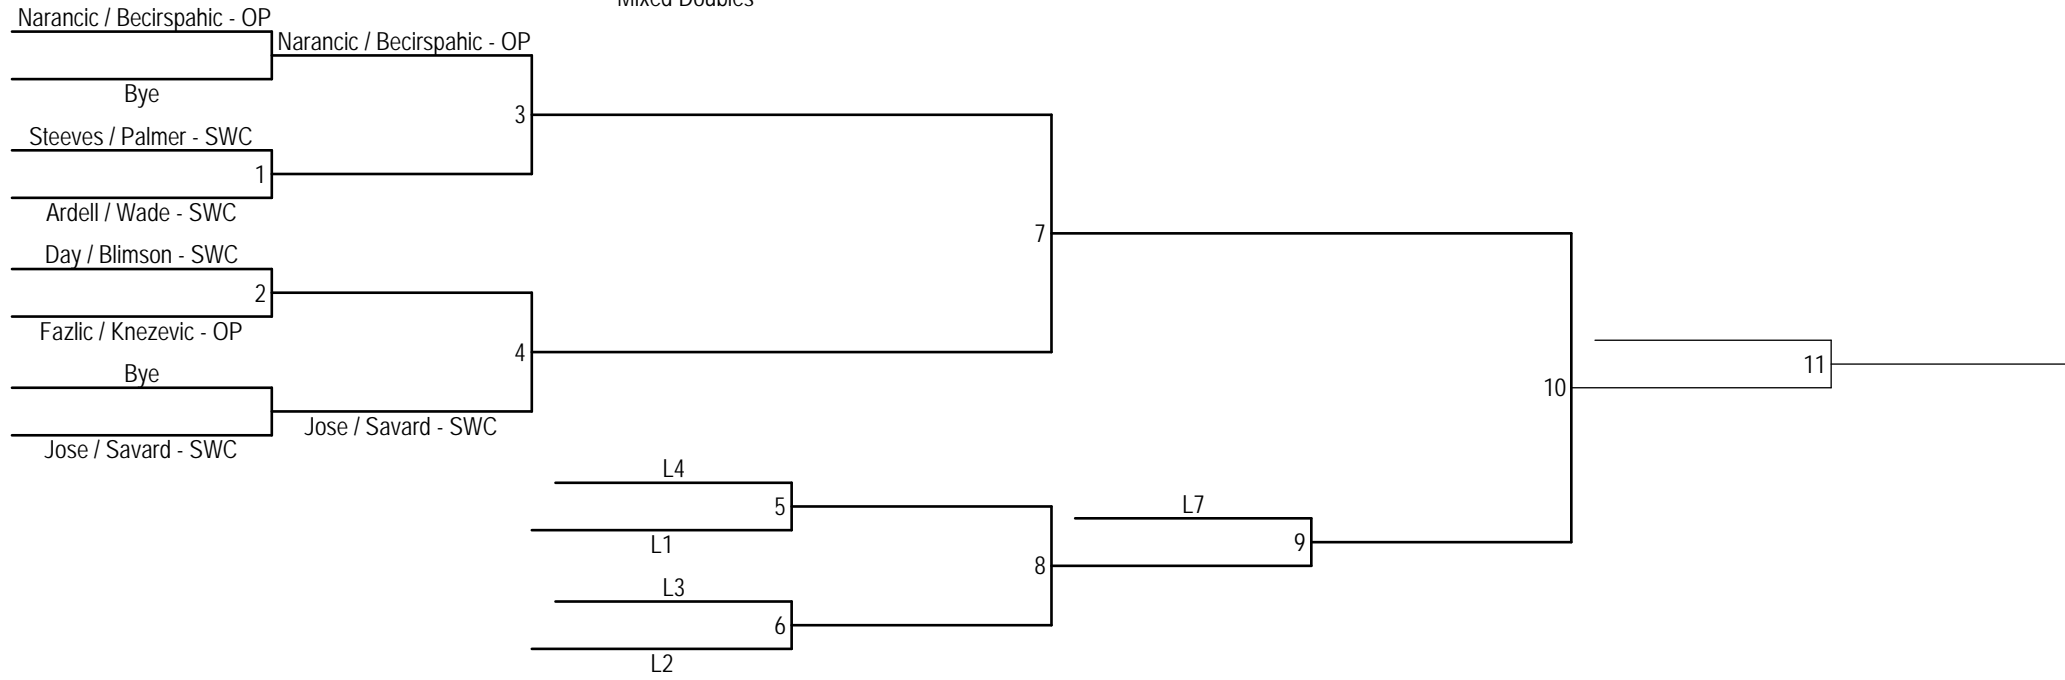 Mixed Doubles
Narancic / Becirspahic - OP
Narancic / Becirspahic - OP
Bye
3
Steeves / Palmer - SWC
1
Ardell / Wade - SWC
7
Day / Blimson - SWC
2
Fazlic / Knezevic - OP
4
11
Bye
10
Jose / Savard - SWC
Jose / Savard - SWC
L4
5
L7
L1
9
8
L3
6
L2